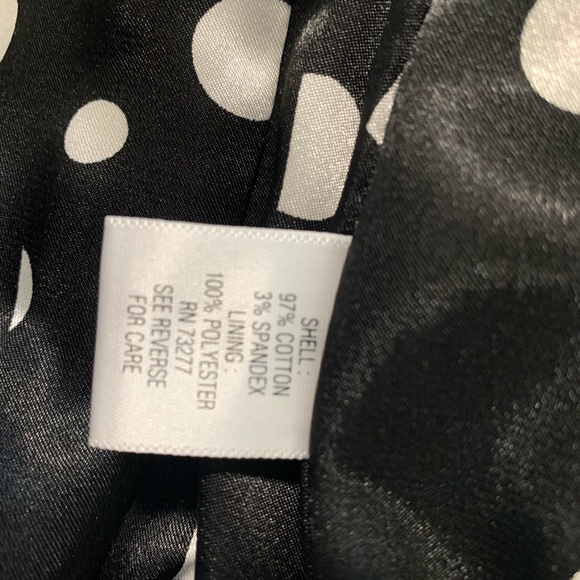 SHELL :
97% COTTON
3% SPANDEX
LINING :
100% POLYESTER
RN 73277
SEE REVERSE
FOR CARE